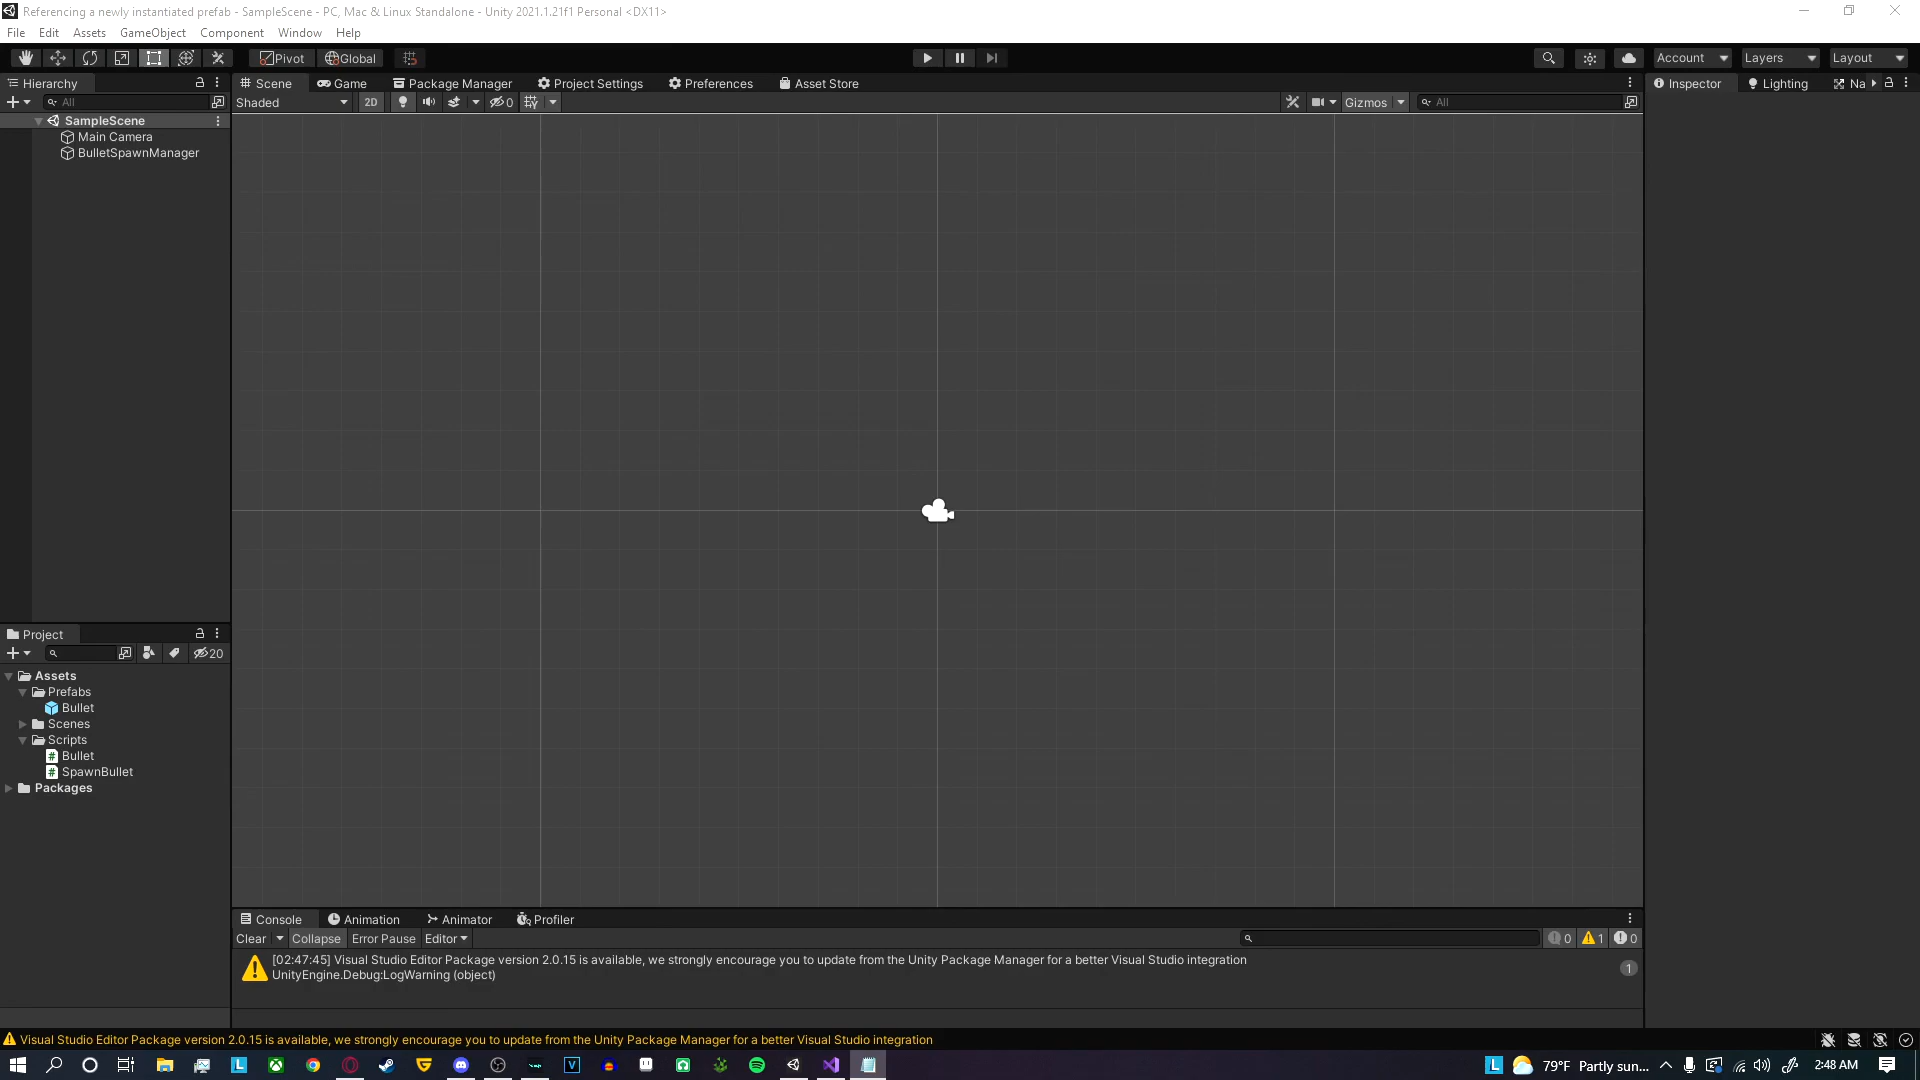 Referencing a newly instantiated prefab - SampleScene - PC, Mac & Linux Standalone - Unity 2021.1.21f1 Personal <DX11>
File Edit Assets GameObject Component Window Help
Pivot Global Account Layers Layout
Hierarchy
All
SampleScene
Main Camera
BulletSpawnManager
Scene Game Package Manager Project Settings Preferences Asset Store
Shaded 2D 0 Gizmos All
Inspector Lighting Na
Project
20
Assets
Prefabs
Bullet
Scenes
Scripts
# Bullet
# SpawnBullet
Packages
Console Animation Animator Profiler
Clear Collapse Error Pause Editor 0 1 0
[02:47:45] Visual Studio Editor Package version 2.0.15 is available, we strongly encourage you to update from the Unity Package Manager for a better Visual Studio integration
UnityEngine.Debug:LogWarning (object)
1
Visual Studio Editor Package version 2.0.15 is available, we strongly encourage you to update from the Unity Package Manager for a better Visual Studio integration
L V L 79°F Partly sun... 2:48 AM